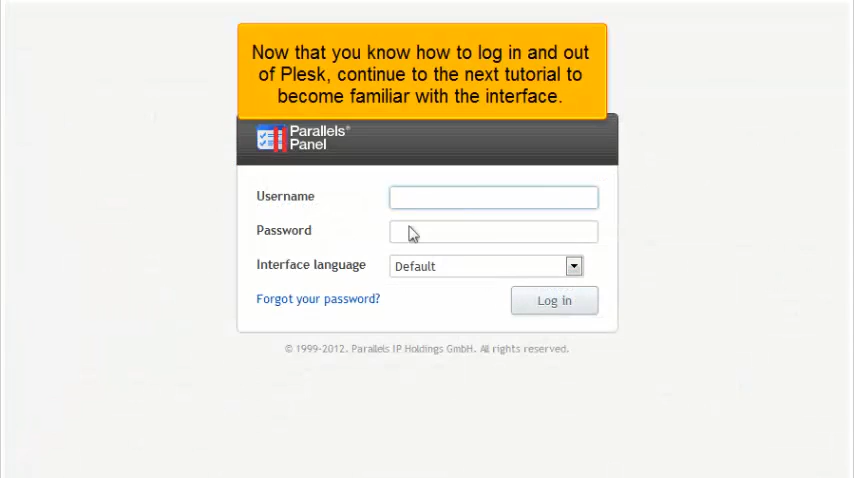 Now that you know how to log in and out
of Plesk, continue to the next tutorial to
become familiar with the interface.
Parallels®
Panel
Username
Password
Interface language
Default
Forgot your password?
Log in
© 1999-2012. Parallels IP Holdings GmbH. All rights reserved.